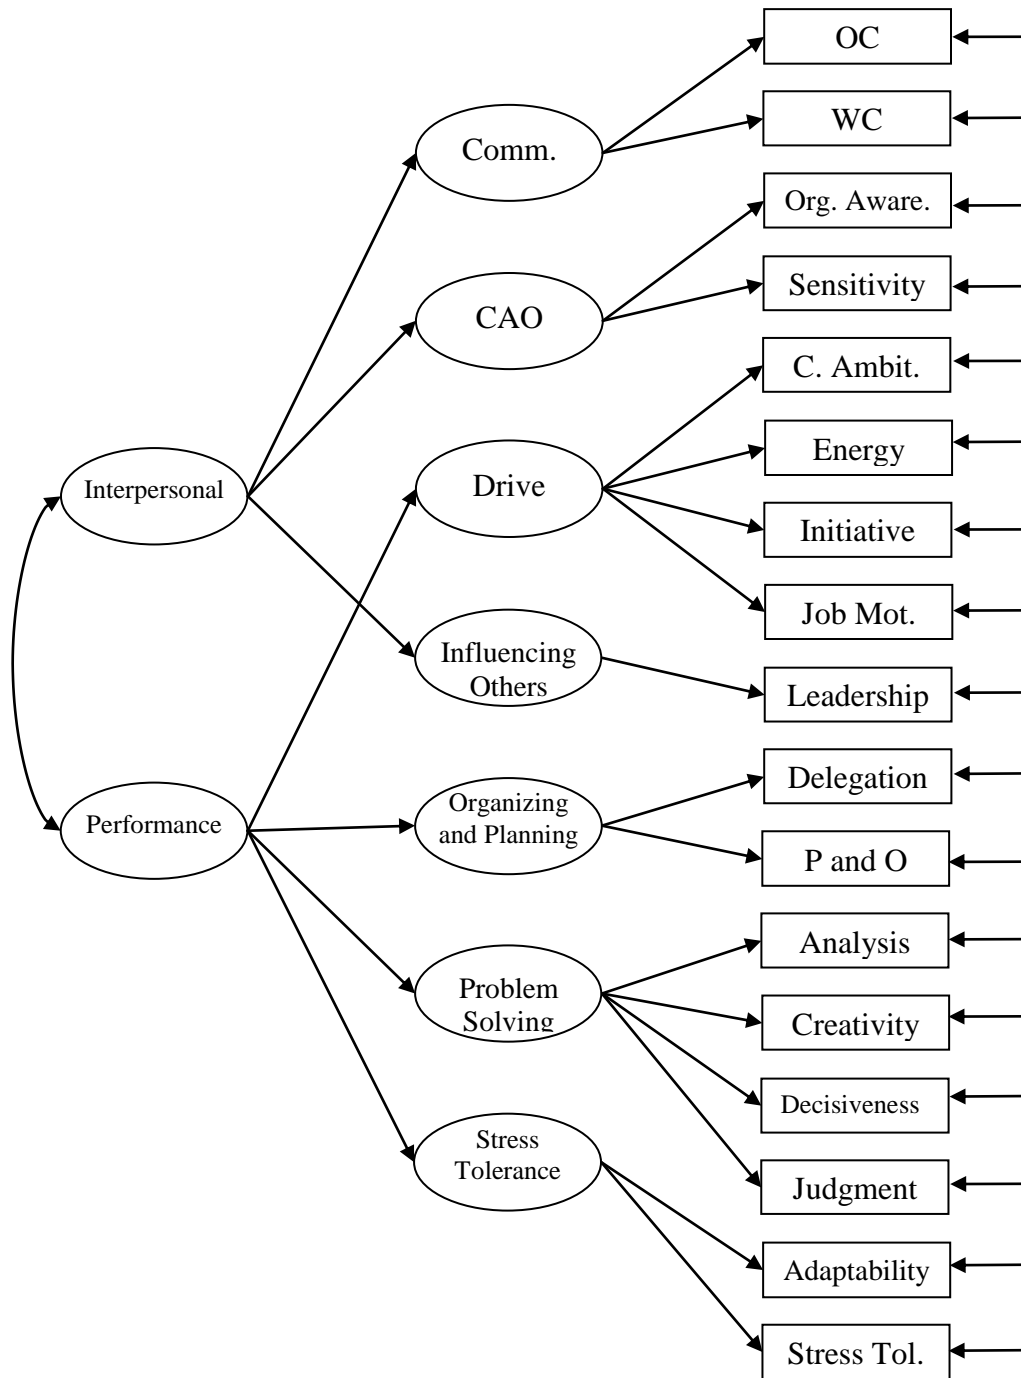 OC
WC
Comm.
Org. Aware.
Sensitivity
CAO
C. Ambit.
Energy
Interpersonal
Drive
Initiative
Job Mot.
Influencing
Others
Leadership
Delegation
Performance
Organizing
and Planning
P and O
Analysis
Problem
Solving
Creativity
Decisiveness
Stress
Tolerance
Judgment
Adaptability
Stress Tol.